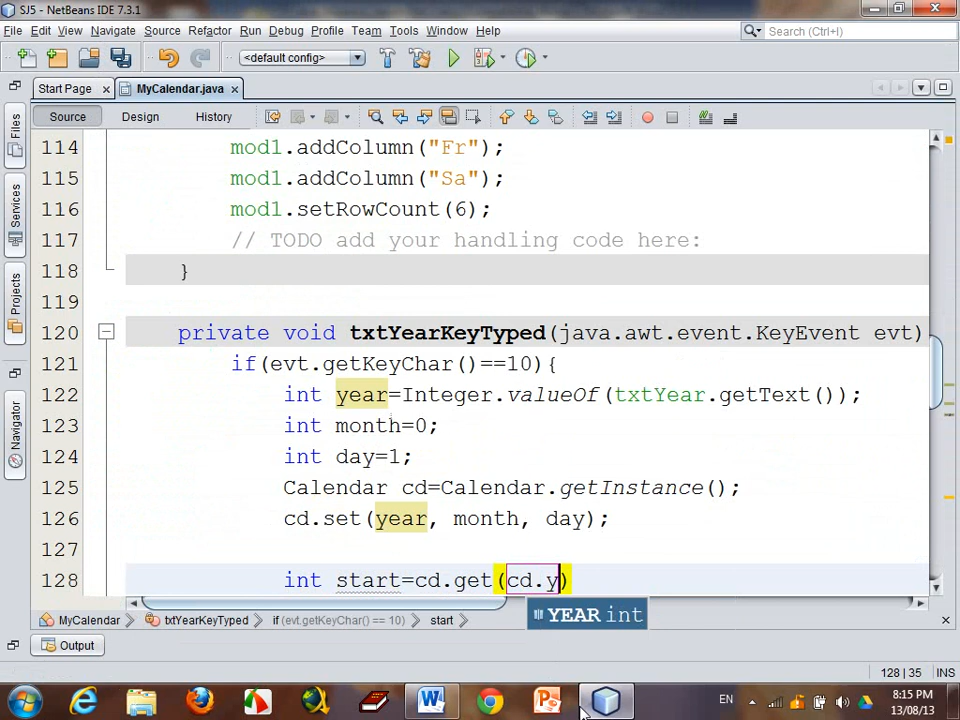 SJ5 - NetBeans IDE 7.3.1
File Edit View Navigate Source Refactor Run Debug Profile Team Tools Window Help
Search (Ctrl+I)
<default config>
Start Page
MyCalendar.java
Source Design History
Files
Services
Projects
Navigator
114 mod1.addColumn("Fr");
115 mod1.addColumn("Sa");
116 mod1.setRowCount(6);
117 // TODO add your handling code here:
118 }
119
120 private void txtYearKeyTyped(java.awt.event.KeyEvent evt)
121 if(evt.getKeyChar()==10){
122 int year=Integer.valueOf(txtYear.getText());
123 int month=0;
124 int day=1;
125 Calendar cd=Calendar.getInstance();
126 cd.set(year, month, day);
127
128 int start=cd.get(cd.y)
YEAR int
MyCalendar txtYearKeyTyped if (evt.getKeyChar() == 10) start
Output
128 | 35 INS
EN
8:15 PM
13/08/13